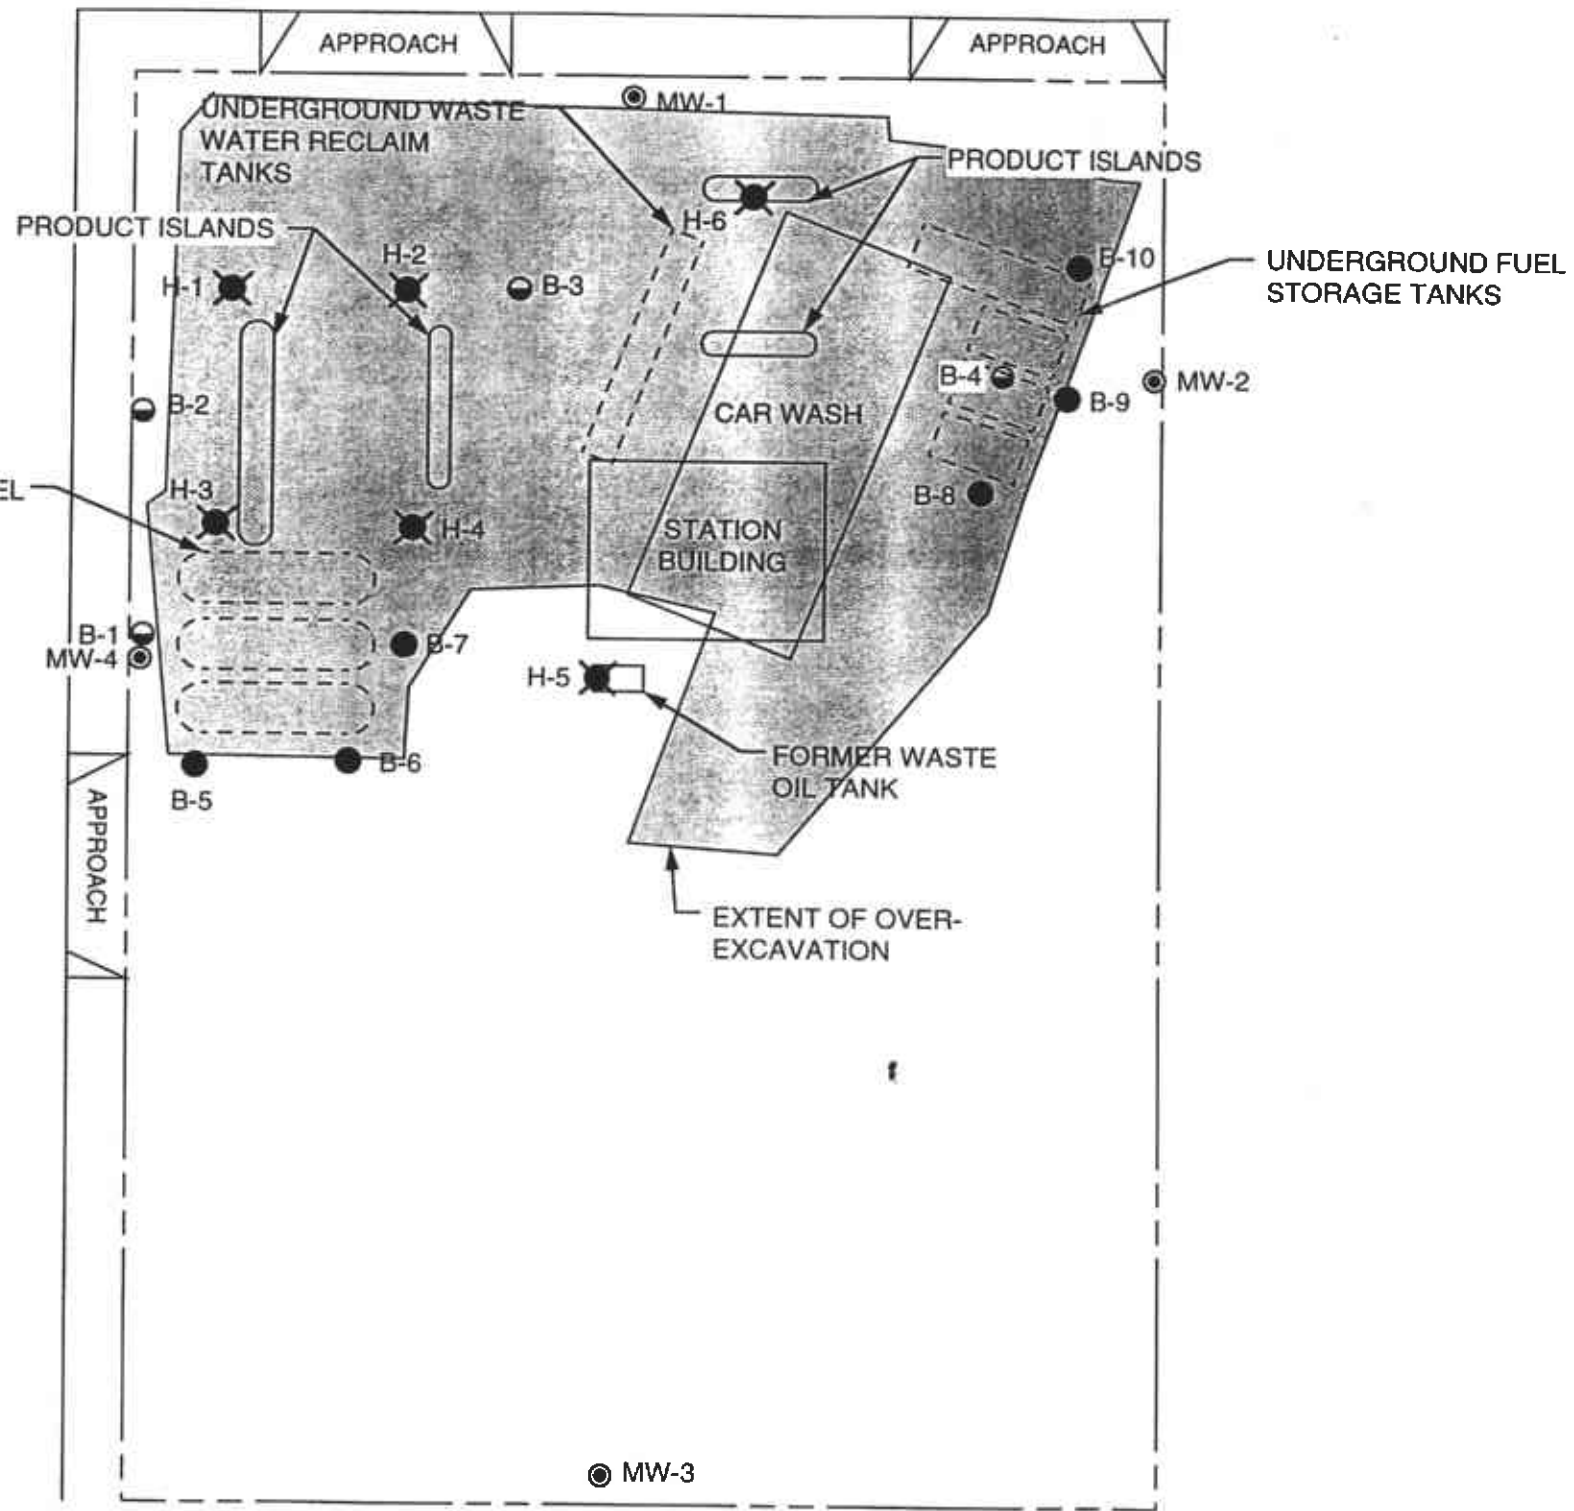 APPROACH
APPROACH
MW-1
UNDERGROUND WASTE
WATER RECLAIM
TANKS
PRODUCT ISLANDS
PRODUCT ISLANDS
H-6
H-2
H-1
B-3
B-10
UNDERGROUND FUEL
STORAGE TANKS
B-4
MW-2
B-9
B-2
CAR WASH
EL
H-3
H-4
B-8
STATION
BUILDING
B-1
MW-4
B-7
H-5
FORMER WASTE
OIL TANK
B-6
B-5
APPROACH
EXTENT OF OVER-
EXCAVATION
f
MW-3